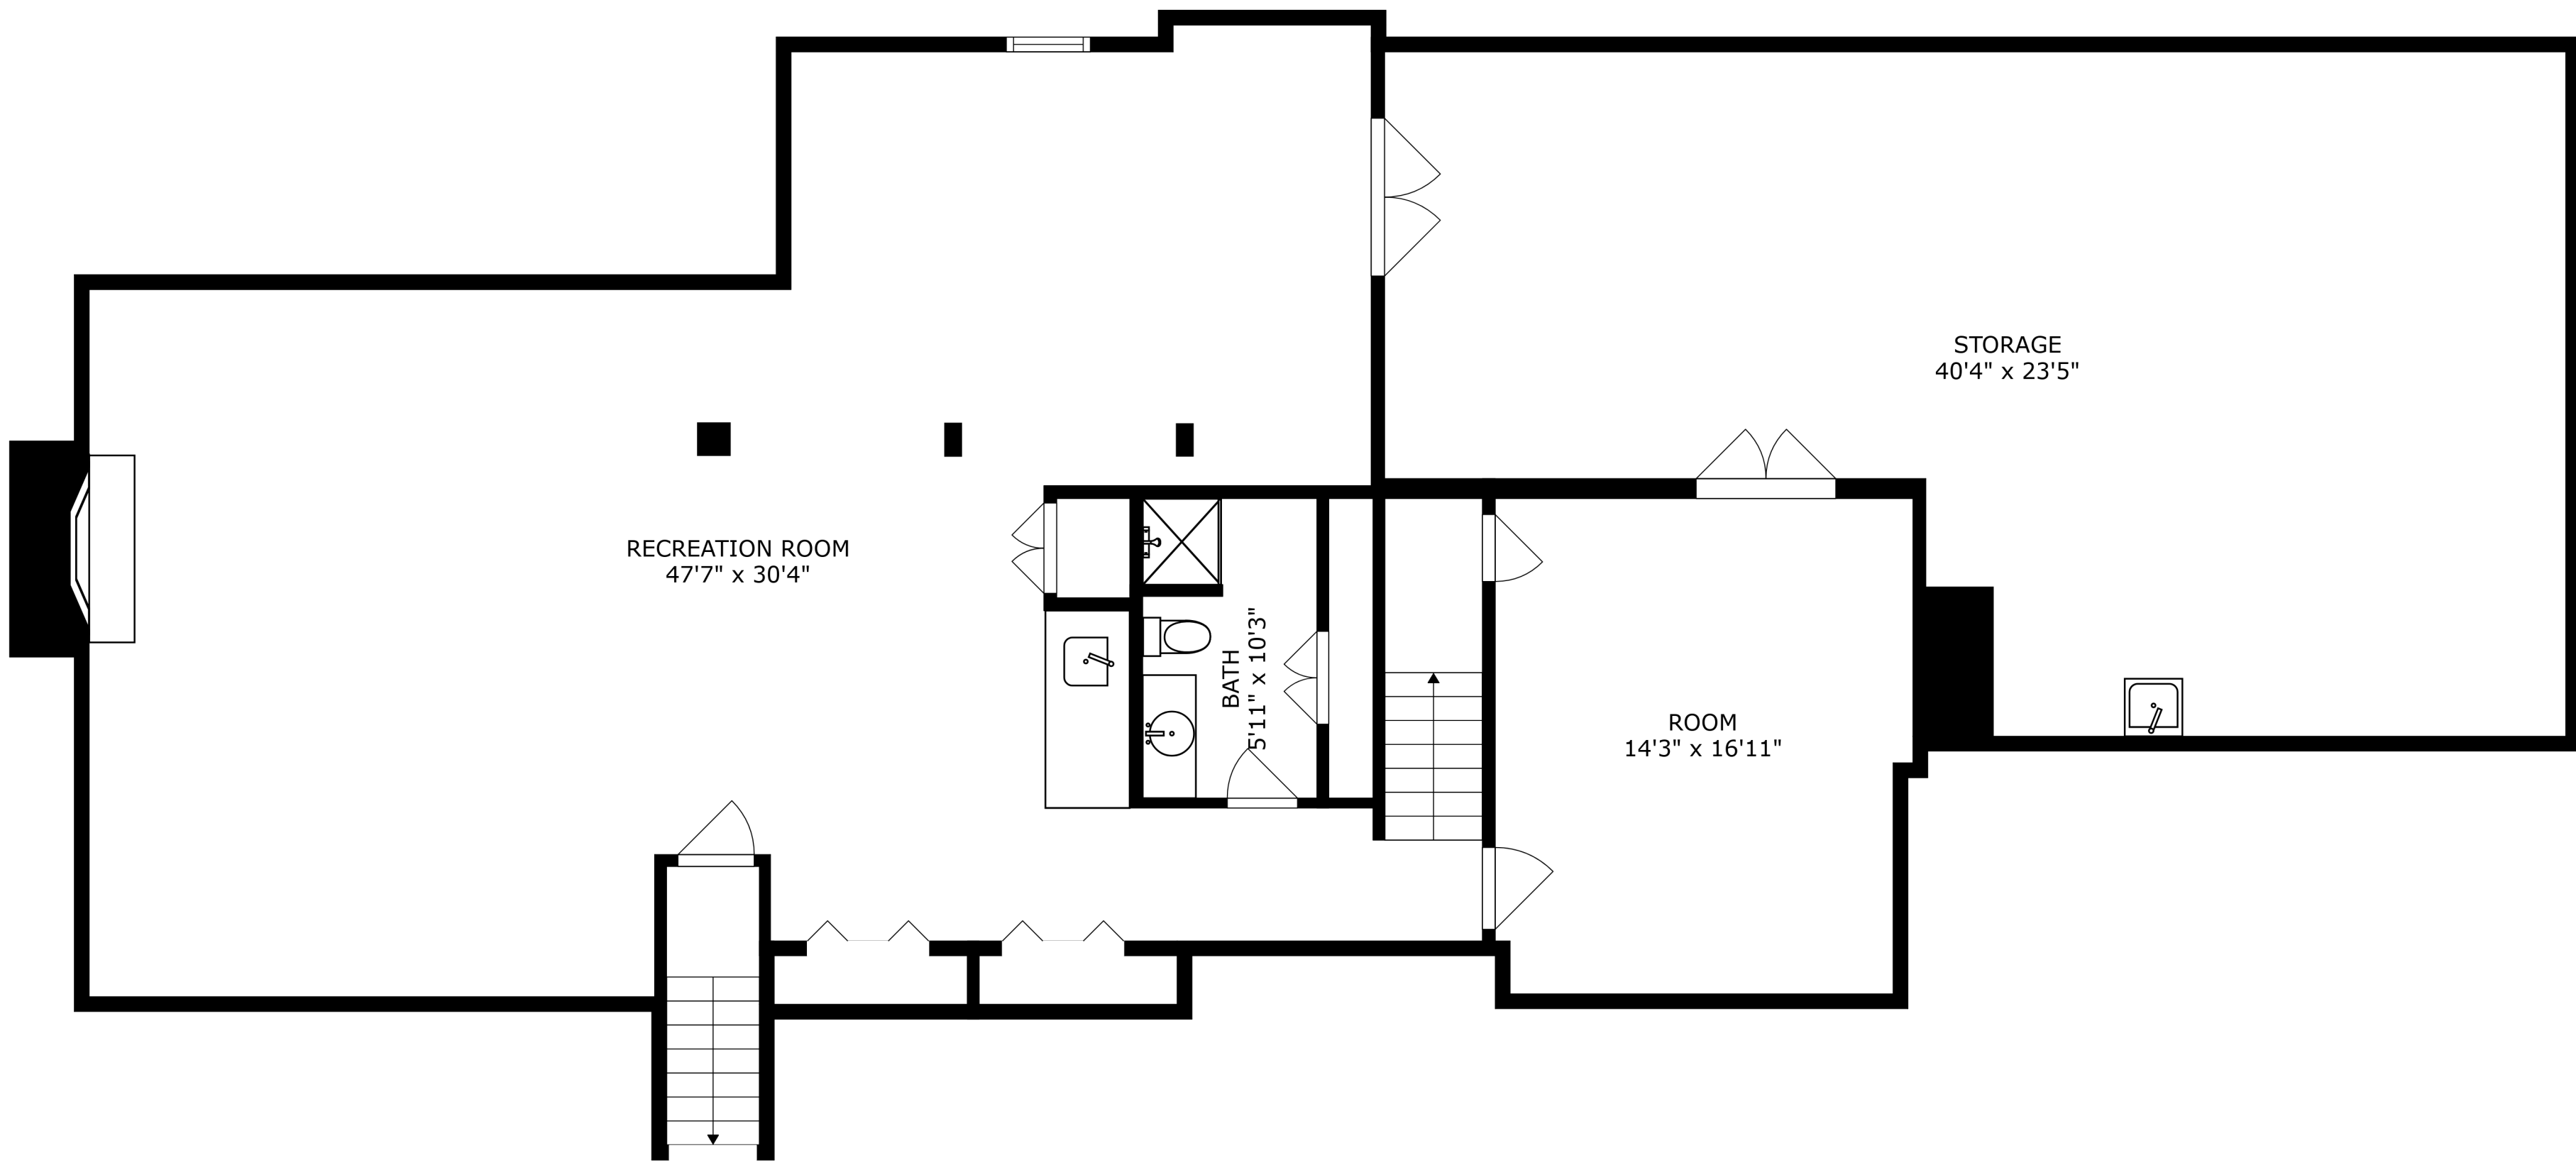 STORAGE
40'4" x 23'5"
RECREATION ROOM
47'7" x 30'4"
BATH
5'11" x 10'3"
ROOM
14'3" x 16'11"